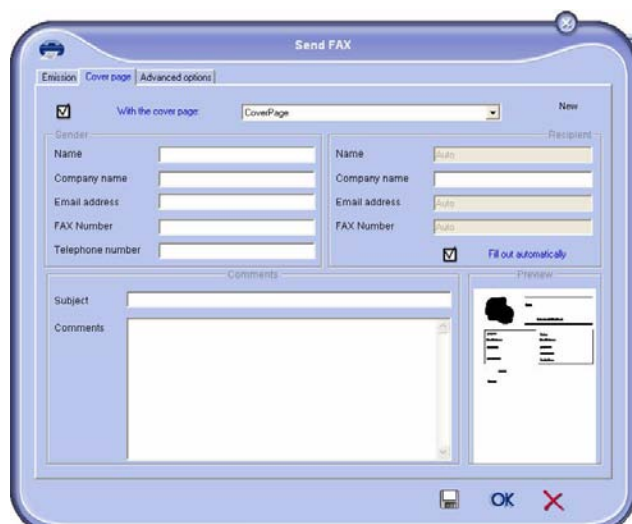 Send FAX
Emission Cover page Advanced options
With the cover page: CoverPage New
Gender Recipient
Name Name Auto
Company name Company name
Email address Email address Auto
FAX Number FAX Number Auto
Telephone number Fill out automatically
Comments Preview
Subject
Comments
OK